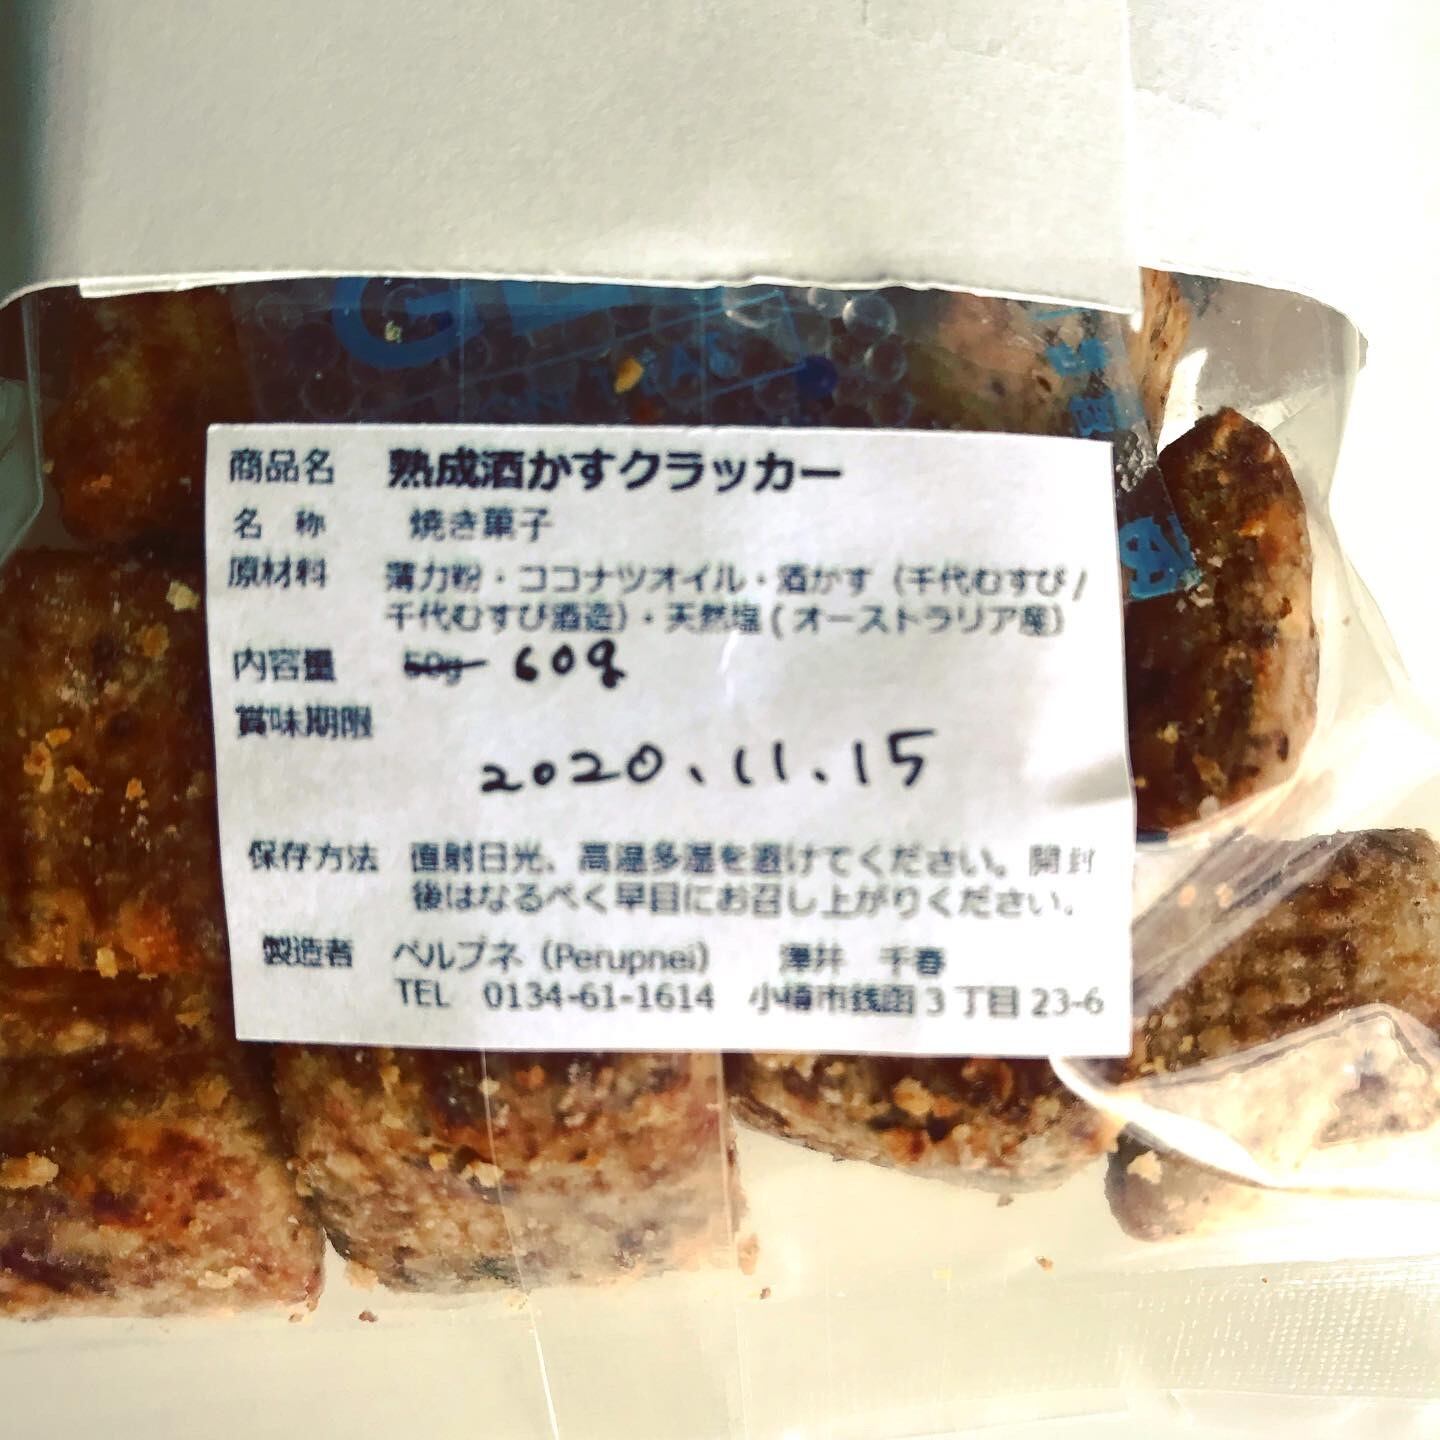 商品名 熟成酒かすクラッカー
名 称 焼き菓子
原材料 薄力粉・ココナツオイル・酒かす（千代むすび/
千代むすび酒造）・天然塩(オーストラリア産）
内容量 50g 60g
賞味期限
2020.11.15
保存方法 直射日光、高温多湿を避けてください。開封
後はなるべく早目にお召し上がりください。
製造者 ペルプネ（Perupnei） 澤井 千春
TEL 0134-61-1614 小樽市銭函3丁目23-6